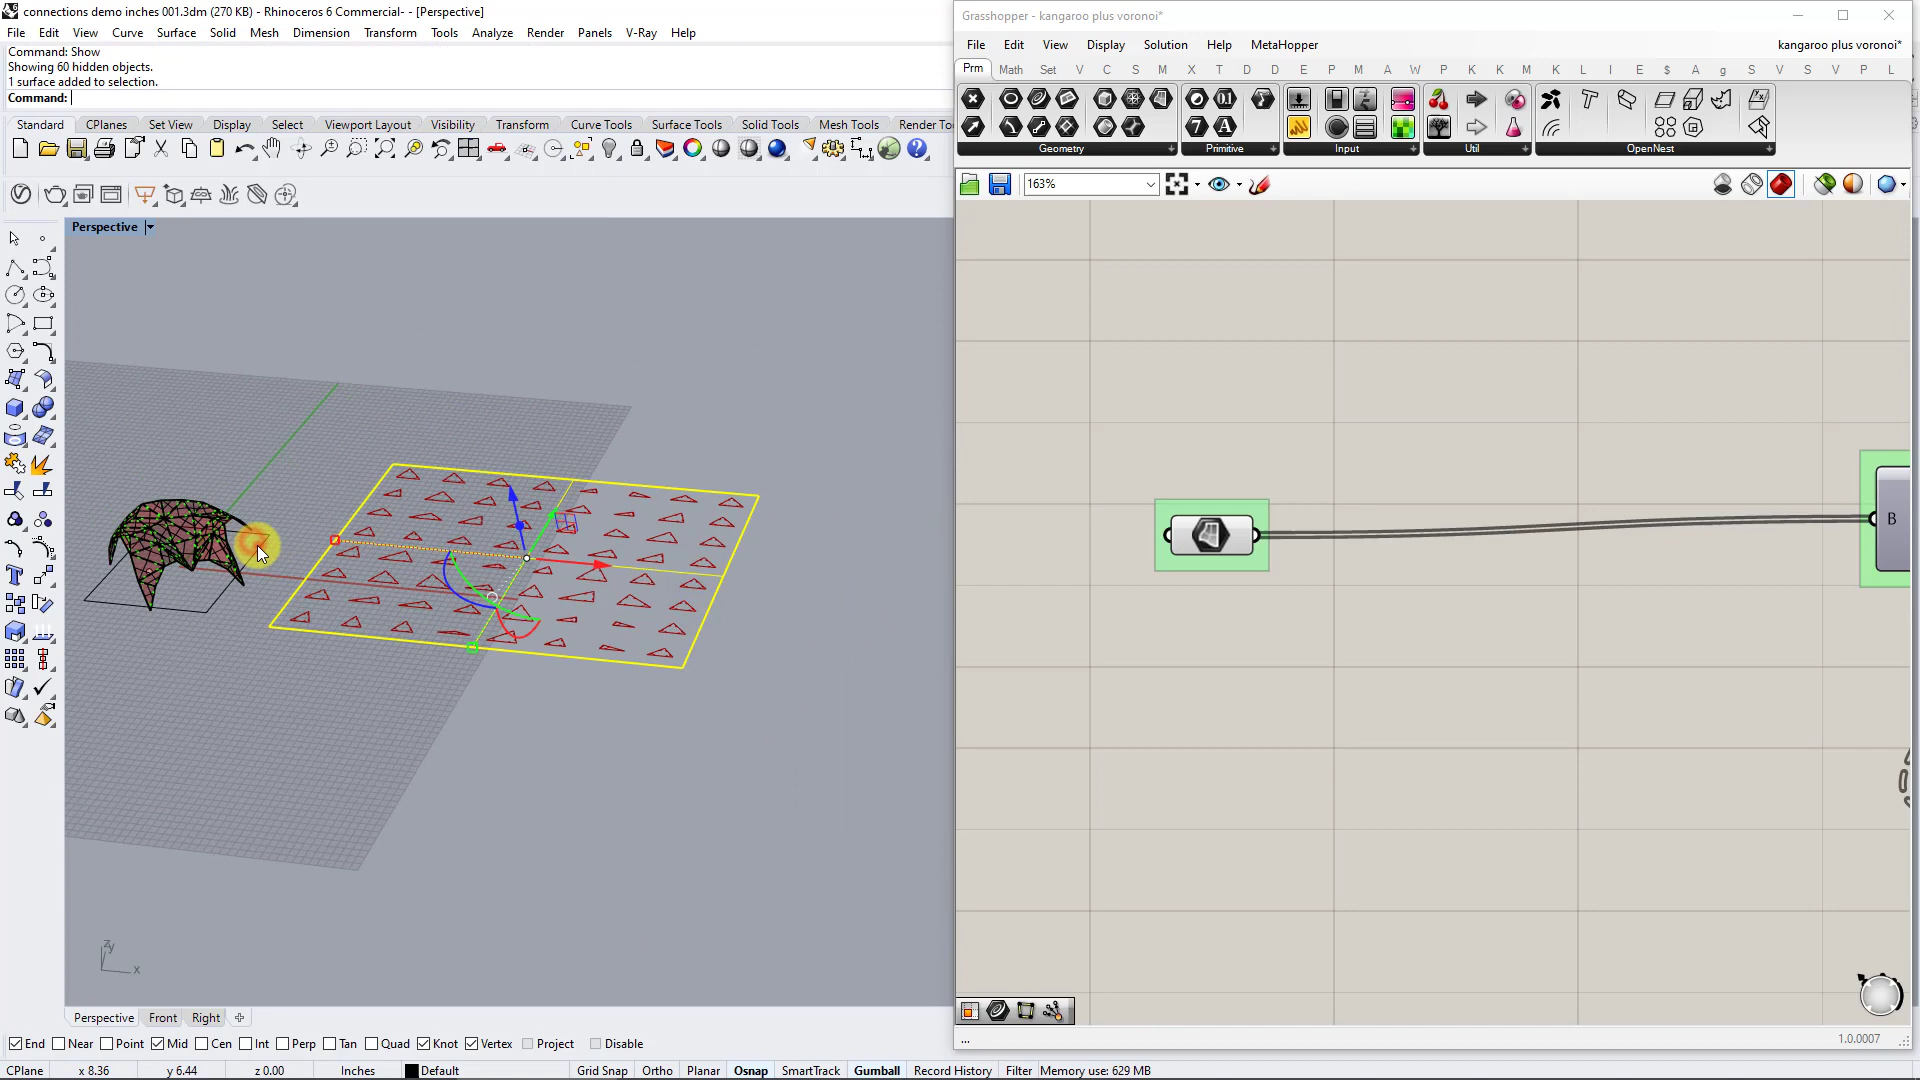 connections demo inches 001.3dm (270 KB) - Rhinoceros 6 Commercial- - [Perspective]
File Edit View Curve Surface Solid Mesh Dimension Transform Tools Analyze Render Panels V-Ray Help
Command: Show
Showing 60 hidden objects.
1 surface added to selection.
Command:
Standard CPlanes Set View Display Select Viewport Layout Visibility Transform Curve Tools Surface Tools Solid Tools Mesh Tools Render To
Perspective
Grasshopper - kangaroo plus voronoi*
File Edit View Display Solution Help MetaHopper kangaroo plus voronoi*
Prm Math Set V C S M X T D D E P M A W P K K M K L I E $ A g S V S V P L
Geometry Primitive Input Util OpenNest
163%
B
1.0.0007
...
z y
x
Perspective Front Right
End Near Point Mid Cen Int Perp Tan Quad Knot Vertex Project Disable
CPlane x 8.36 y 6.44 z 0.00 Inches Default Grid Snap Ortho Planar Osnap SmartTrack Gumball Record History Filter Memory use: 629 MB